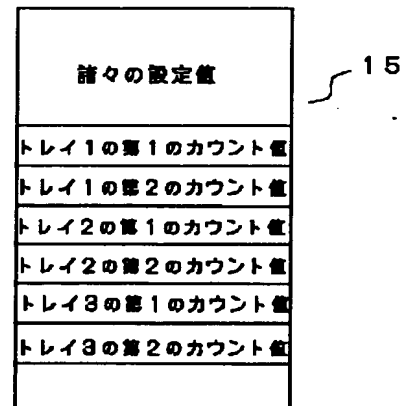 諸々の設定値
15
トレイ1の第1のカウント値
トレイ1の第2のカウント値
トレイ2の第1のカウント値
トレイ2の第2のカウント値
トレイ3の第1のカウント値
トレイ3の第2のカウント値